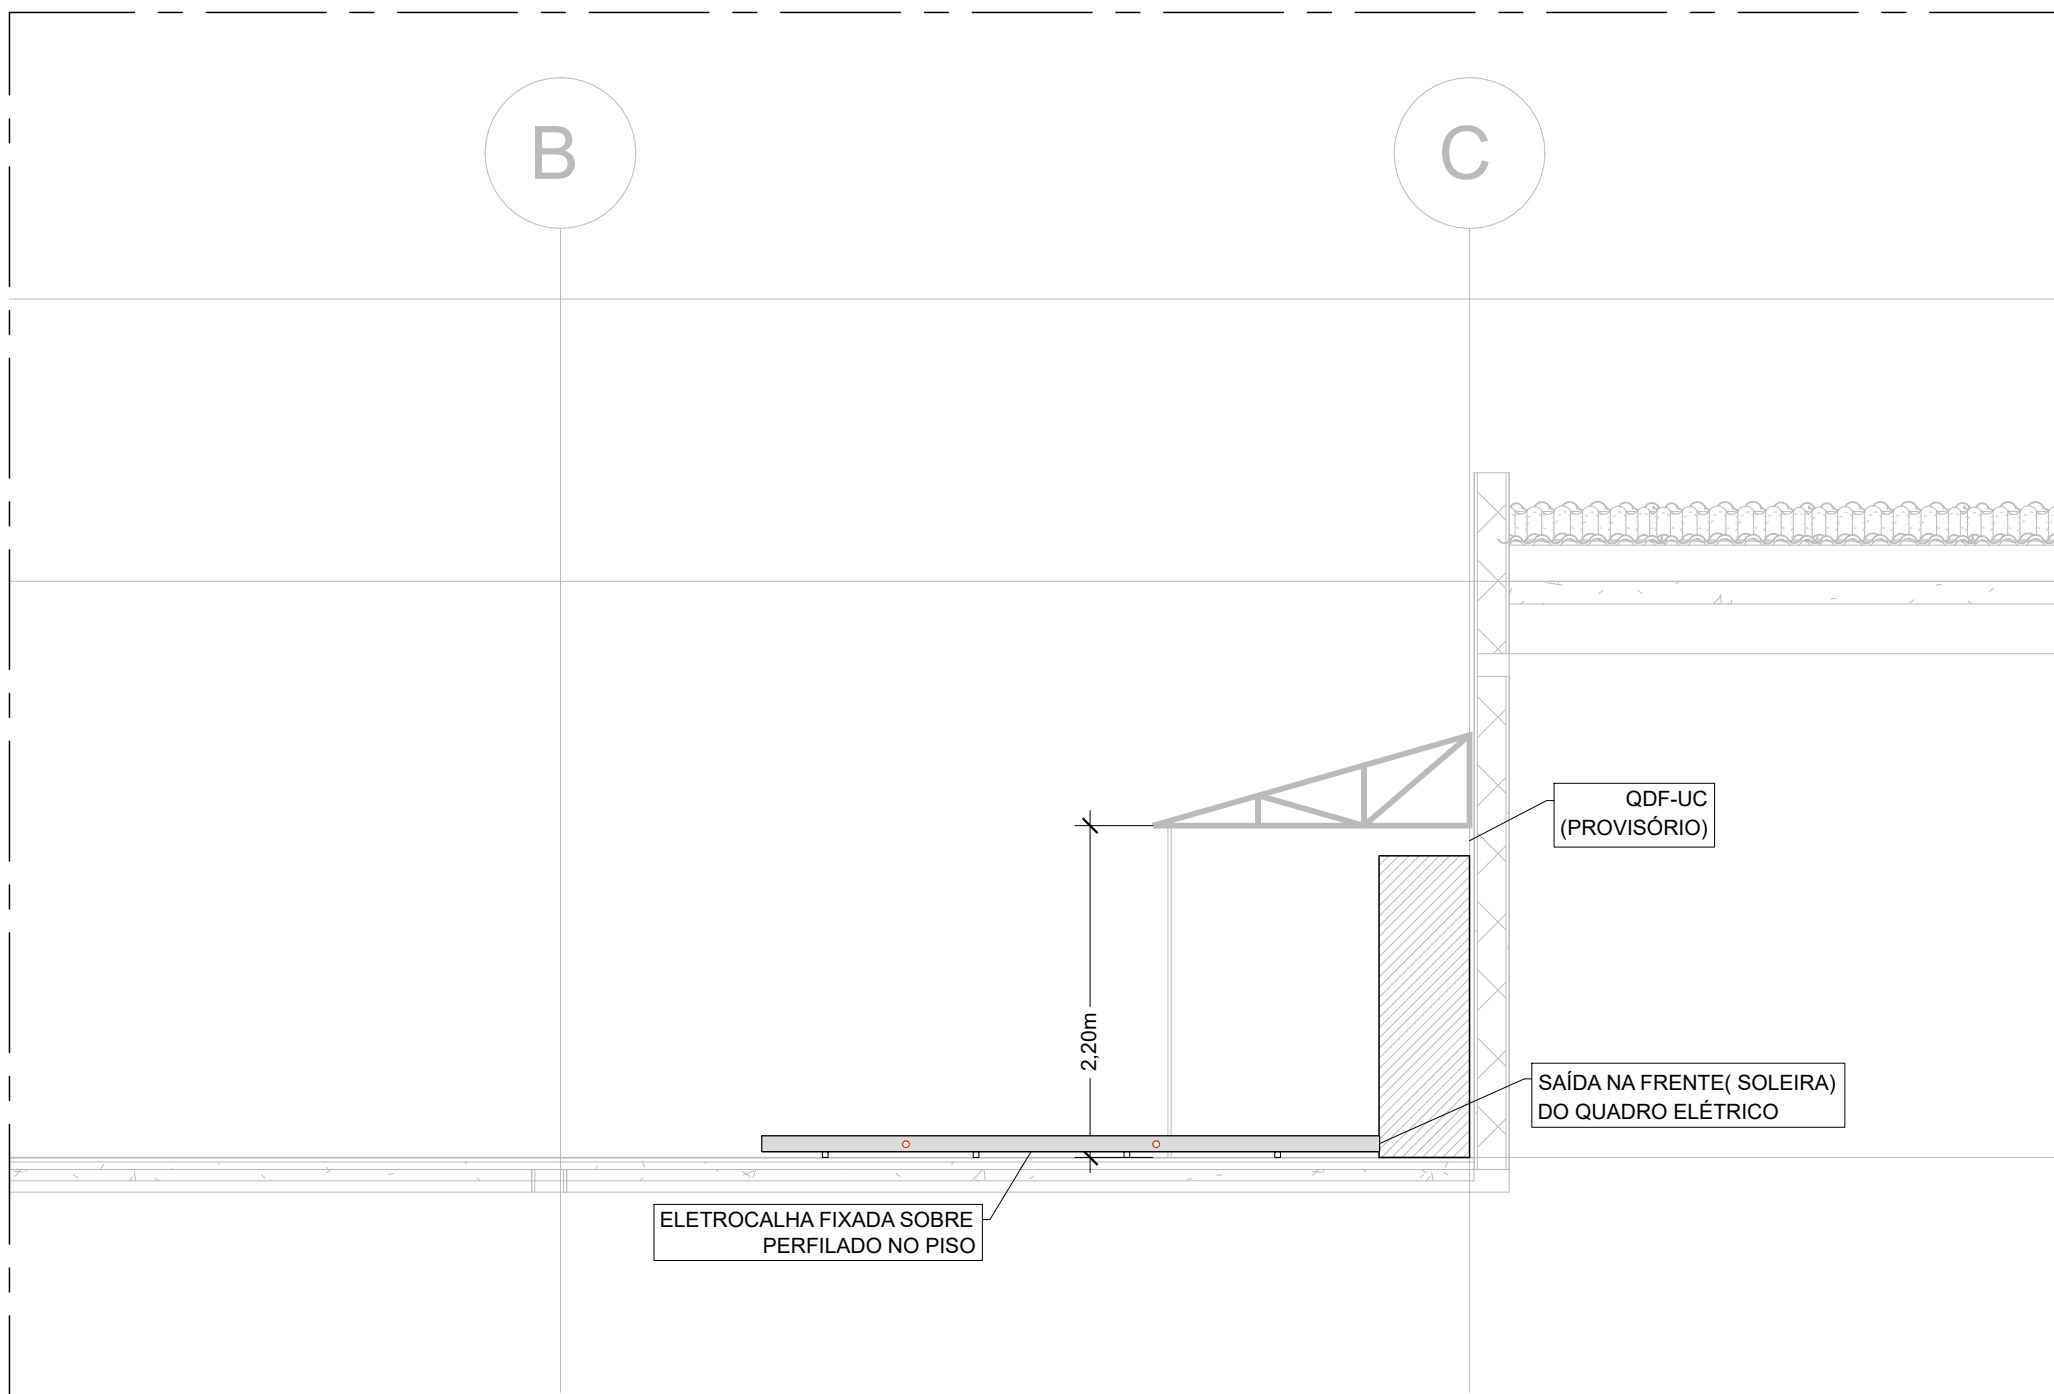 B
C
QDF-UC
(PROVISÓRIO)
2,20m
SAÍDA NA FRENTE( SOLEIRA)
DO QUADRO ELÉTRICO
ELETROCALHA FIXADA SOBRE
PERFILADO NO PISO